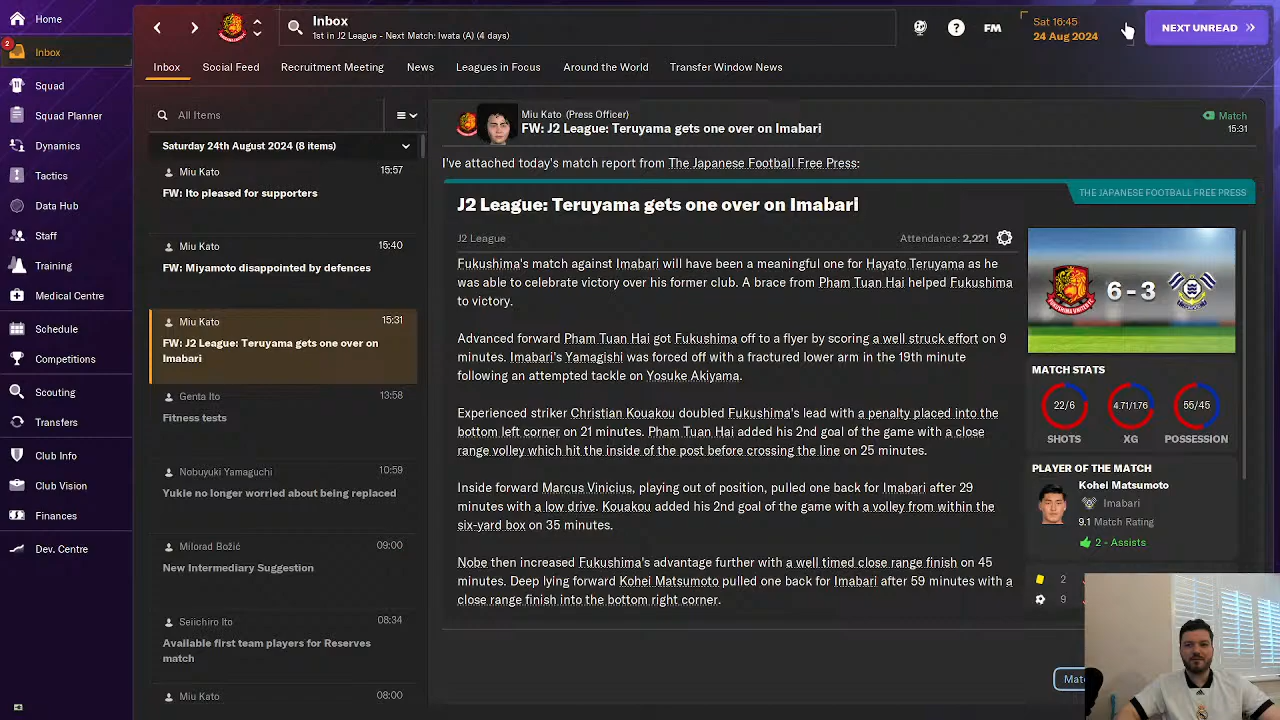 Home
2
Inbox
Squad
Squad Planner
Dynamics
Tactics
Data Hub
Staff
Training
Medical Centre
Schedule
Competitions
Scouting
Transfers
Club Info
Club Vision
Finances
Dev. Centre
Inbox
1st in J2 League - Next Match: Iwata (A) (4 days)
FM
Sat 16:45
24 Aug 2024
NEXT UNREAD
Inbox Social Feed Recruitment Meeting News Leagues in Focus Around the World Transfer Window News
All Items
Saturday 24th August 2024 (8 items)
Miu Kato 15:57
FW: Ito pleased for supporters
Miu Kato 15:40
FW: Miyamoto disappointed by defences
Miu Kato 15:31
FW: J2 League: Teruyama gets one over on
Imabari
Genta Ito 13:58
Fitness tests
Nobuyuki Yamaguchi 10:59
Yukie no longer worried about being replaced
Milorad Božić 09:00
New Intermediary Suggestion
Seiichiro Ito 08:34
Available first team players for Reserves
match
Miu Kato 08:00
Miu Kato (Press Officer)
FW: J2 League: Teruyama gets one over on Imabari
Match
15:31
I've attached today's match report from The Japanese Football Free Press:
THE JAPANESE FOOTBALL FREE PRESS
J2 League: Teruyama gets one over on Imabari
J2 League Attendance: 2,221
Fukushima's match against Imabari will have been a meaningful one for Hayato Teruyama as he
was able to celebrate victory over his former club. A brace from Pham Tuan Hai helped Fukushima
to victory.
Advanced forward Pham Tuan Hai got Fukushima off to a flyer by scoring a well struck effort on 9
minutes. Imabari's Yamagishi was forced off with a fractured lower arm in the 19th minute
following an attempted tackle on Yosuke Akiyama.
Experienced striker Christian Kouakou doubled Fukushima's lead with a penalty placed into the
bottom left corner on 21 minutes. Pham Tuan Hai added his 2nd goal of the game with a close
range volley which hit the inside of the post before crossing the line on 25 minutes.
Inside forward Marcus Vinicius, playing out of position, pulled one back for Imabari after 29
minutes with a low drive. Kouakou added his 2nd goal of the game with a volley from within the
six-yard box on 35 minutes.
Nobe then increased Fukushima's advantage further with a well timed close range finish on 45
minutes. Deep lying forward Kohei Matsumoto pulled one back for Imabari after 59 minutes with a
close range finish into the bottom right corner.
6 - 3
MATCH STATS
22/6 4.71/1.76 55/45
SHOTS XG POSSESSION
PLAYER OF THE MATCH
Kohei Matsumoto
Imabari
9.1 Match Rating
2 - Assists
2
9